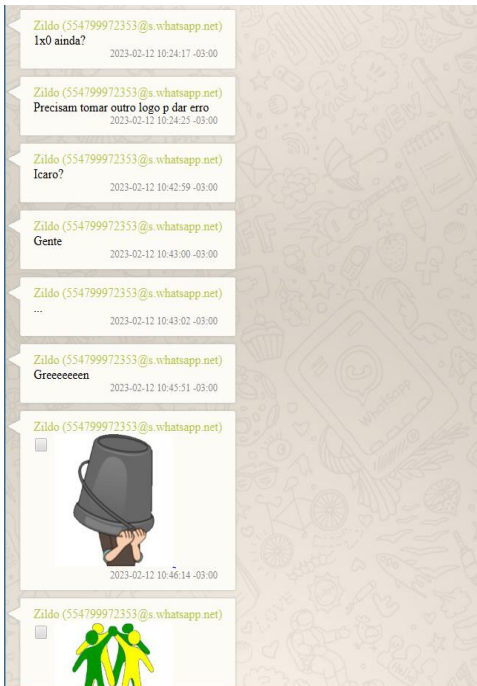 Zildo (554799972353@s.whatsapp.net)
1x0 ainda?
2023-02-12 10:24:17 -03:00
Zildo (554799972353@s.whatsapp.net)
Precisam tomar outro logo p dar erro
2023-02-12 10:24:25 -03:00
Zildo (554799972353@s.whatsapp.net)
Icaro?
2023-02-12 10:42:59 -03:00
Zildo (554799972353@s.whatsapp.net)
Gente
2023-02-12 10:43:00 -03:00
Zildo (554799972353@s.whatsapp.net)
...
2023-02-12 10:43:02 -03:00
Zildo (554799972353@s.whatsapp.net)
Greeeeeeen
2023-02-12 10:45:51 -03:00
Zildo (554799972353@s.whatsapp.net)
2023-02-12 10:46:14 -03:00
Zildo (554799972353@s.whatsapp.net)